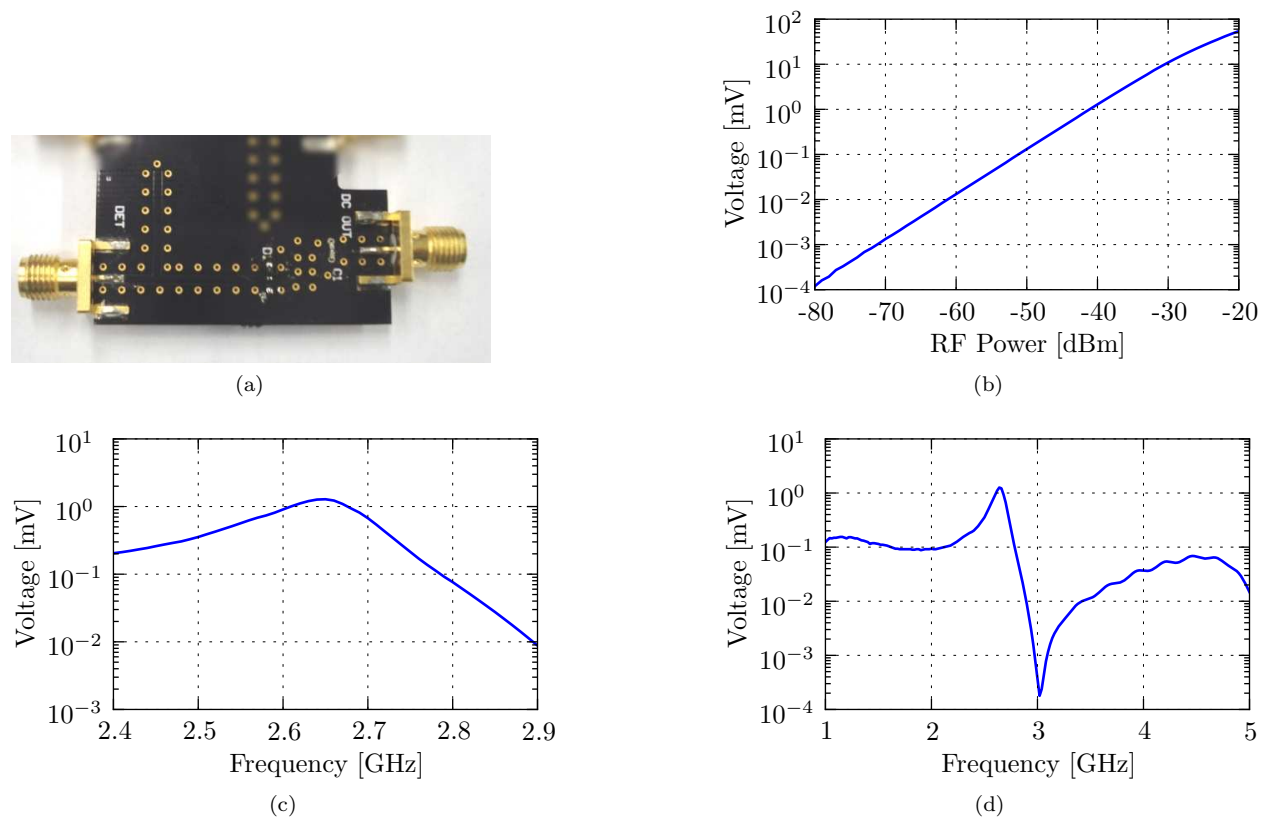 DET
DC OUT
D1
C1
(a)
10^2
10^1
10^0
10^−1
10^−2
10^−3
10^−4
-80 -70 -60 -50 -40 -30 -20
Voltage [mV]
RF Power [dBm]
(b)
10^1
10^0
10^−1
10^−2
10^−3
2.4 2.5 2.6 2.7 2.8 2.9
Voltage [mV]
Frequency [GHz]
(c)
10^1
10^0
10^−1
10^−2
10^−3
10^−4
1 2 3 4 5
Voltage [mV]
Frequency [GHz]
(d)